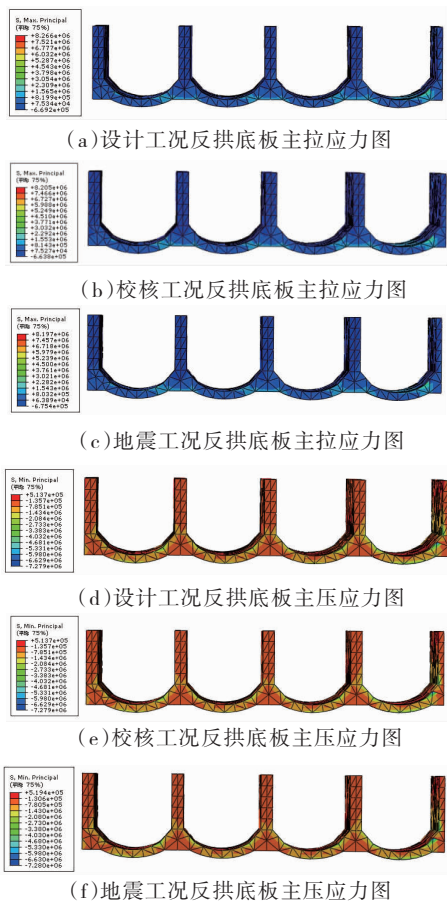 S, Max. Principal
(平均 75%)
+8.266e+06
+7.521e+06
+6.777e+06
+6.032e+06
+5.287e+06
+4.543e+06
+3.798e+06
+3.054e+06
+2.309e+06
+1.565e+06
+8.199e+05
+7.534e+04
-6.692e+05
(a)设计工况反拱底板主拉应力图
S, Max. Principal
(平均 75%)
+8.205e+06
+7.466e+06
+6.727e+06
+5.988e+06
+5.249e+06
+4.510e+06
+3.771e+06
+3.032e+06
+2.292e+06
+1.553e+06
+8.143e+05
+7.527e+04
-6.638e+05
(b)校核工况反拱底板主拉应力图
S, Max. Principal
(平均 75%)
+8.197e+06
+7.457e+06
+6.718e+06
+5.979e+06
+5.239e+06
+4.500e+06
+3.761e+06
+3.021e+06
+2.282e+06
+1.543e+06
+8.032e+05
+6.389e+04
-6.754e+05
(c)地震工况反拱底板主拉应力图
S, Min. Principal
(平均 75%)
+5.137e+05
-1.357e+05
-7.851e+05
-1.434e+06
-2.084e+06
-2.733e+06
-3.383e+06
-4.032e+06
-4.681e+06
-5.331e+06
-5.980e+06
-6.629e+06
-7.279e+06
(d)设计工况反拱底板主压应力图
S, Min. Principal
(平均 75%)
+5.137e+05
-1.357e+05
-7.851e+05
-1.434e+06
-2.084e+06
-2.733e+06
-3.383e+06
-4.032e+06
-4.681e+06
-5.331e+06
-5.980e+06
-6.629e+06
-7.279e+06
(e)校核工况反拱底板主压应力图
S, Min. Principal
(平均 75%)
+5.194e+05
-1.306e+05
-7.805e+05
-1.430e+06
-2.080e+06
-2.730e+06
-3.380e+06
-4.030e+06
-4.680e+06
-5.330e+06
-5.980e+06
-6.630e+06
-7.280e+06
(f)地震工况反拱底板主压应力图